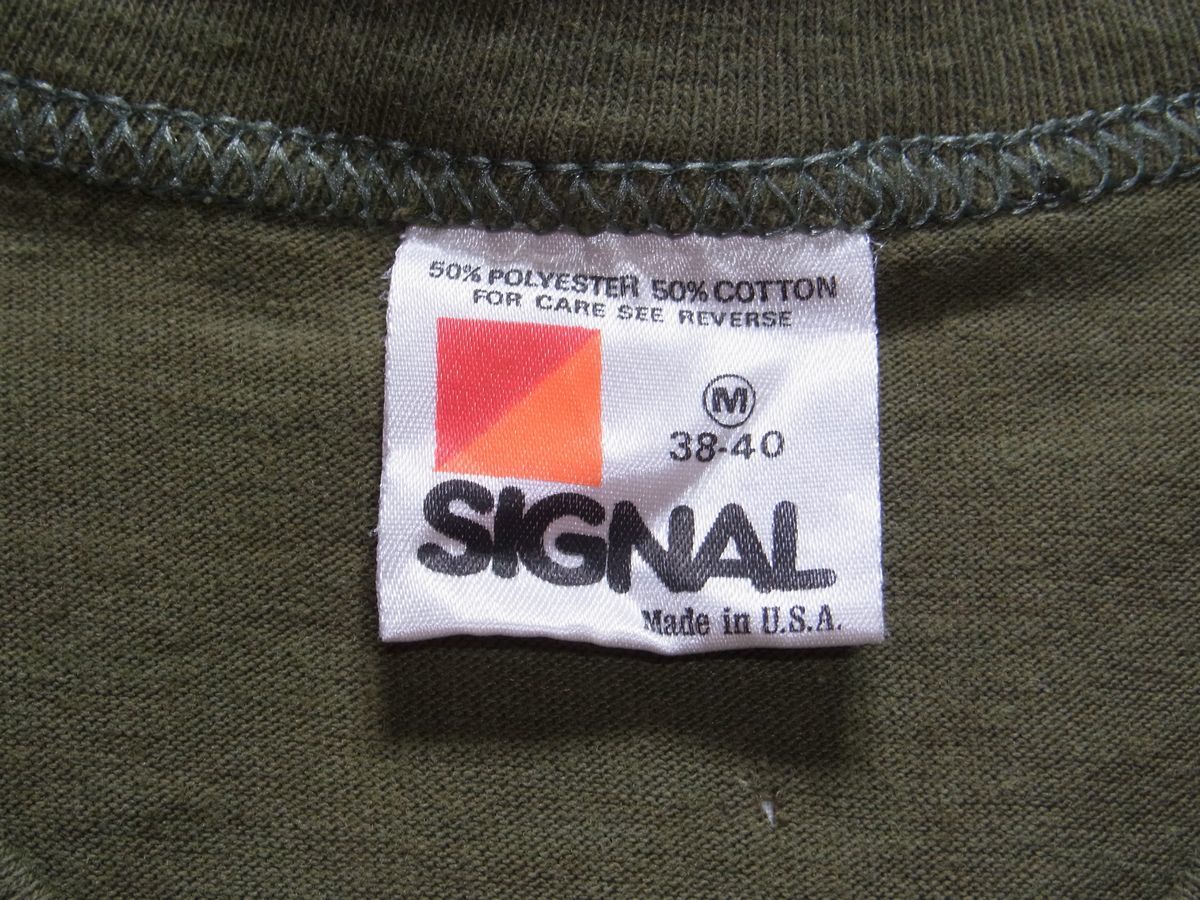 50% POLYESTER 50% COTTON
FOR CARE SEE REVERSE
M
38-40
SIGNAL
Made in U.S.A.